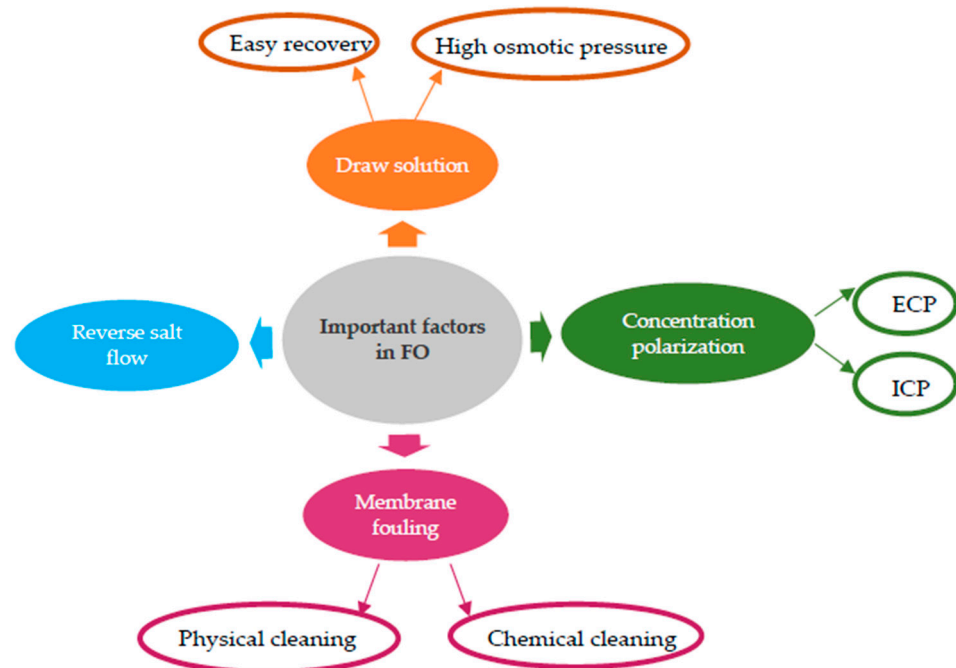 Easy recovery
High osmotic pressure
Draw solution
Reverse salt
flow
Important factors
in FO
Concentration
polarization
ECP
ICP
Membrane
fouling
Physical cleaning
Chemical cleaning